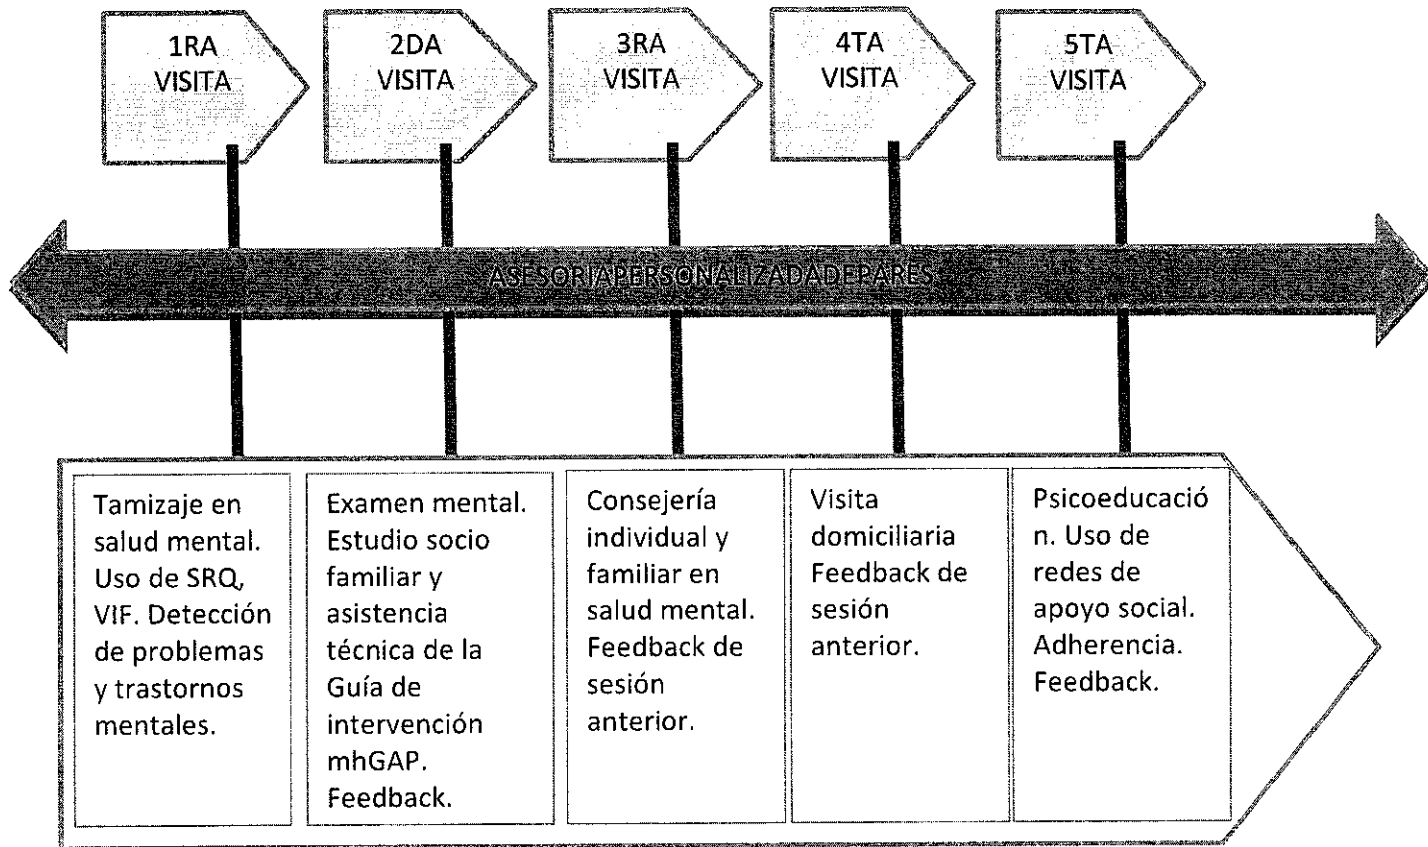 1RA
VISITA
2DA
VISITA
3RA
VISITA
4TA
VISITA
5TA
VISITA
ASESORIAPERSONALIZADADEPARES
Tamizaje en
salud mental.
Uso de SRQ,
VIF. Detección
de problemas
y trastornos
mentales.
Examen mental.
Estudio socio
familiar y
asistencia
técnica de la
Guía de
intervención
mhGAP.
Feedback.
Consejería
individual y
familiar en
salud mental.
Feedback de
sesión
anterior.
Visita
domiciliaria
Feedback de
sesión
anterior.
Psicoeducació
n. Uso de
redes de
apoyo social.
Adherencia.
Feedback.